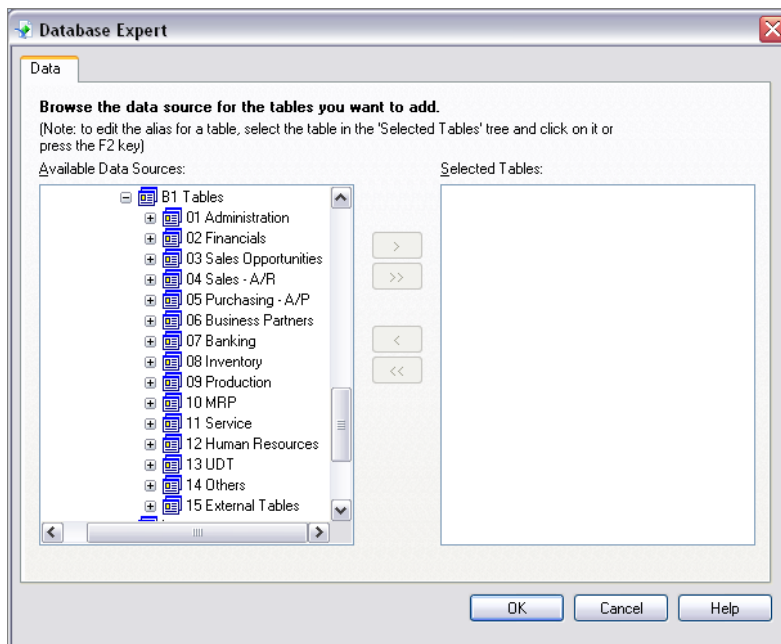 Database Expert
Data
Browse the data source for the tables you want to add.
(Note: to edit the alias for a table, select the table in the 'Selected Tables' tree and click on it or
press the F2 key)
Available Data Sources:
Selected Tables:
B1 Tables
01 Administration
02 Financials
03 Sales Opportunities
04 Sales - A/R
05 Purchasing - A/P
06 Business Partners
07 Banking
08 Inventory
09 Production
10 MRP
11 Service
12 Human Resources
13 UDT
14 Others
15 External Tables
>
>>
<
<<
OK
Cancel
Help